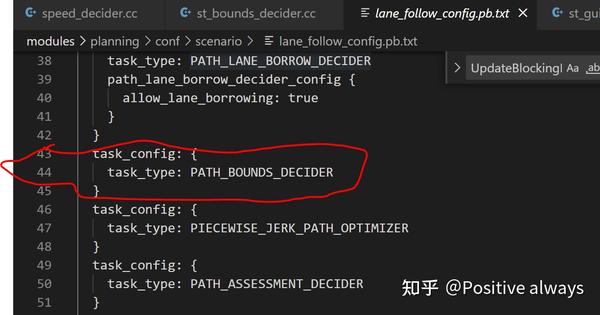 speed_decider.cc
st_bounds_decider.cc
lane_follow_config.pb.txt ×
st_gui
modules > planning > conf > scenario > lane_follow_config.pb.txt
UpdateBlockingI Aa ab
38 task_type: PATH_LANE_BORROW_DECIDER
39 path_lane_borrow_decider_config {
40 allow_lane_borrowing: true
41 }
42 }
43 task_config: {
44 task_type: PATH_BOUNDS_DECIDER
45 }
46 task_config: {
47 task_type: PIECEWISE_JERK_PATH_OPTIMIZER
48 }
49 task_config: {
50 task_type: PATH_ASSESSMENT_DECIDER
51 }
知乎 @Positive always